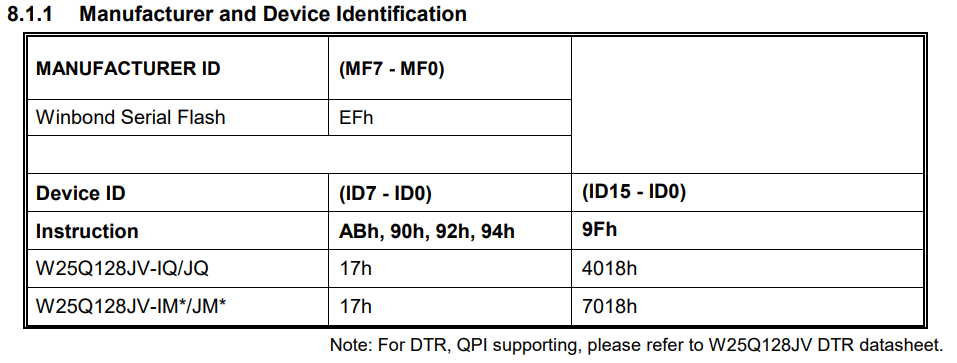 8.1.1 Manufacturer and Device Identification
MANUFACTURER ID (MF7 - MF0)
Winbond Serial Flash EFh
Device ID (ID7 - ID0) (ID15 - ID0)
Instruction ABh, 90h, 92h, 94h 9Fh
W25Q128JV-IQ/JQ 17h 4018h
W25Q128JV-IM*/JM* 17h 7018h
Note: For DTR, QPI supporting, please refer to W25Q128JV DTR datasheet.